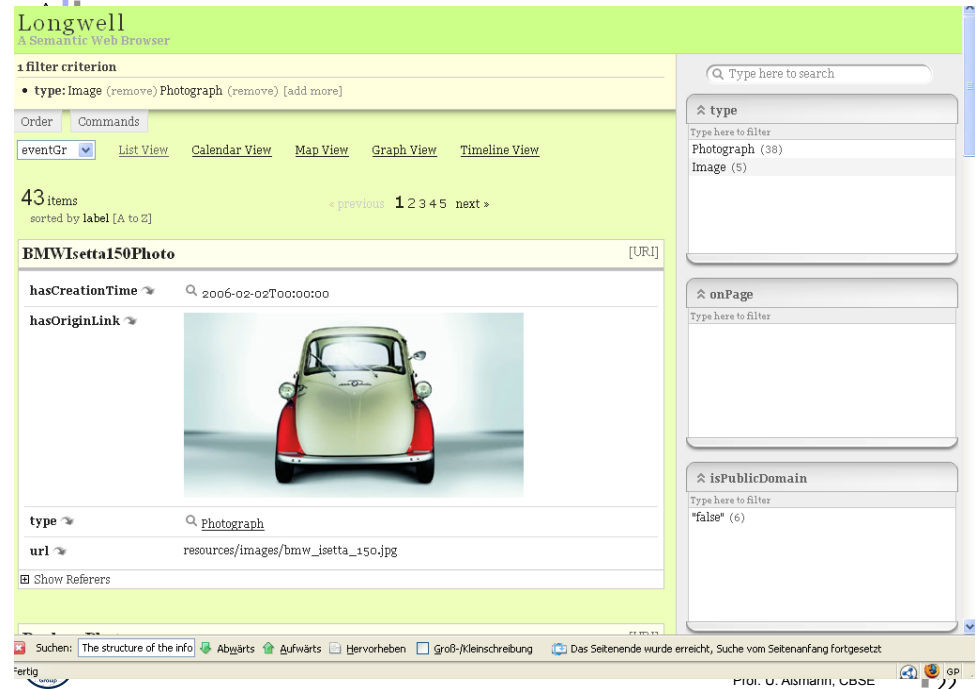 Longwell
A Semantic Web Browser
1 filter criterion
• type: Image (remove) Photograph (remove) [add more]
Order Commands
eventGr List View Calendar View Map View Graph View Timeline View
43 items
sorted by label [A to Z]
« previous 1 2 3 4 5 next »
BMWIsetta150Photo [URI]
hasCreationTime 2006-02-02T00:00:00
hasOriginLink
type Photograph
url resources/images/bmw_isetta_150.jpg
Show Referers
Type here to search
type
Type here to filter
Photograph (38)
Image (5)
onPage
Type here to filter
isPublicDomain
Type here to filter
"false" (6)
Suchen: The structure of the info Abwärts Aufwärts Hervorheben Groß-/Kleinschreibung Das Seitenende wurde erreicht, Suche vom Seitenanfang fortgesetzt
Fertig GP
Group Prof. U. Aßmann, CBSE